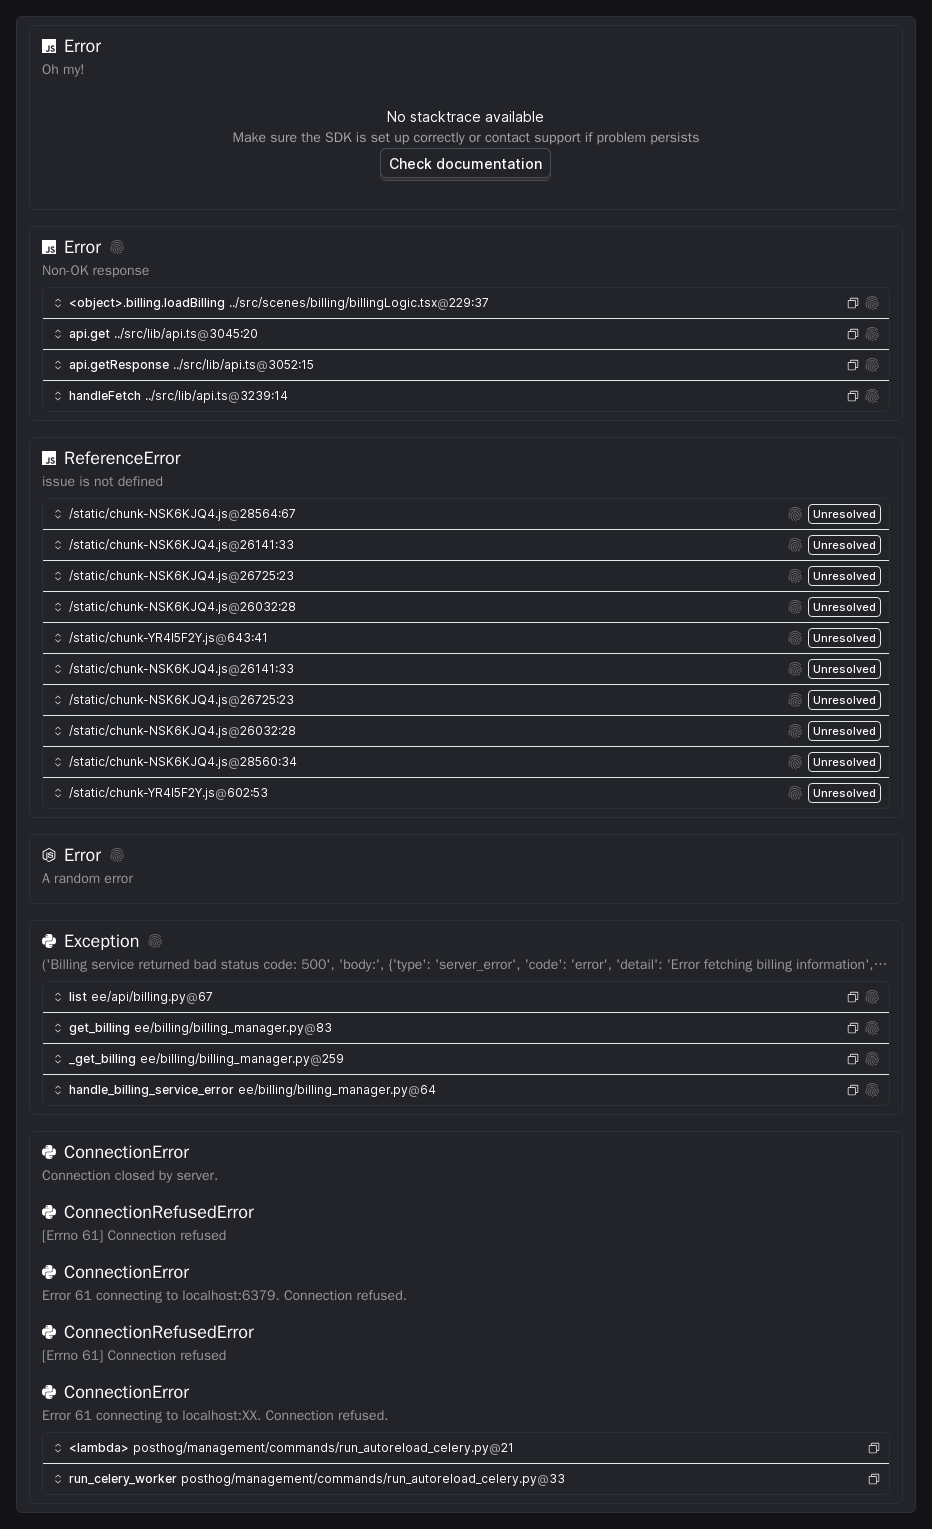 JS Error
Oh my!
No stacktrace available
Make sure the SDK is set up correctly or contact support if problem persists
Check documentation
JS Error
Non-OK response
<object>.billing.loadBilling ../src/scenes/billing/billingLogic.tsx@229:37
api.get ../src/lib/api.ts@3045:20
api.getResponse ../src/lib/api.ts@3052:15
handleFetch ../src/lib/api.ts@3239:14
JS ReferenceError
issue is not defined
/static/chunk-NSK6KJQ4.js@28564:67 Unresolved
/static/chunk-NSK6KJQ4.js@26141:33 Unresolved
/static/chunk-NSK6KJQ4.js@26725:23 Unresolved
/static/chunk-NSK6KJQ4.js@26032:28 Unresolved
/static/chunk-YR4I5F2Y.js@643:41 Unresolved
/static/chunk-NSK6KJQ4.js@26141:33 Unresolved
/static/chunk-NSK6KJQ4.js@26725:23 Unresolved
/static/chunk-NSK6KJQ4.js@26032:28 Unresolved
/static/chunk-NSK6KJQ4.js@28560:34 Unresolved
/static/chunk-YR4I5F2Y.js@602:53 Unresolved
JS Error
A random error
Exception
('Billing service returned bad status code: 500', 'body:', {'type': 'server_error', 'code': 'error', 'detail': 'Error fetching billing information',…
list ee/api/billing.py@67
get_billing ee/billing/billing_manager.py@83
_get_billing ee/billing/billing_manager.py@259
handle_billing_service_error ee/billing/billing_manager.py@64
ConnectionError
Connection closed by server.
ConnectionRefusedError
[Errno 61] Connection refused
ConnectionError
Error 61 connecting to localhost:6379. Connection refused.
ConnectionRefusedError
[Errno 61] Connection refused
ConnectionError
Error 61 connecting to localhost:XX. Connection refused.
<lambda> posthog/management/commands/run_autoreload_celery.py@21
run_celery_worker posthog/management/commands/run_autoreload_celery.py@33